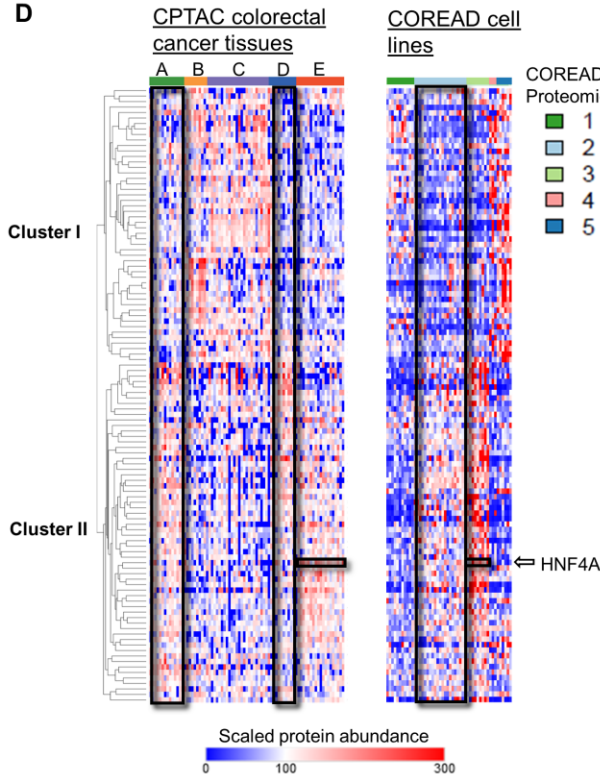 D
CPTAC colorectal
cancer tissues
COREAD cell
lines
A B C D E
COREAD
Proteomi
1
2
3
4
5
Cluster I
Cluster II
HNF4A
Scaled protein abundance
0 100 300